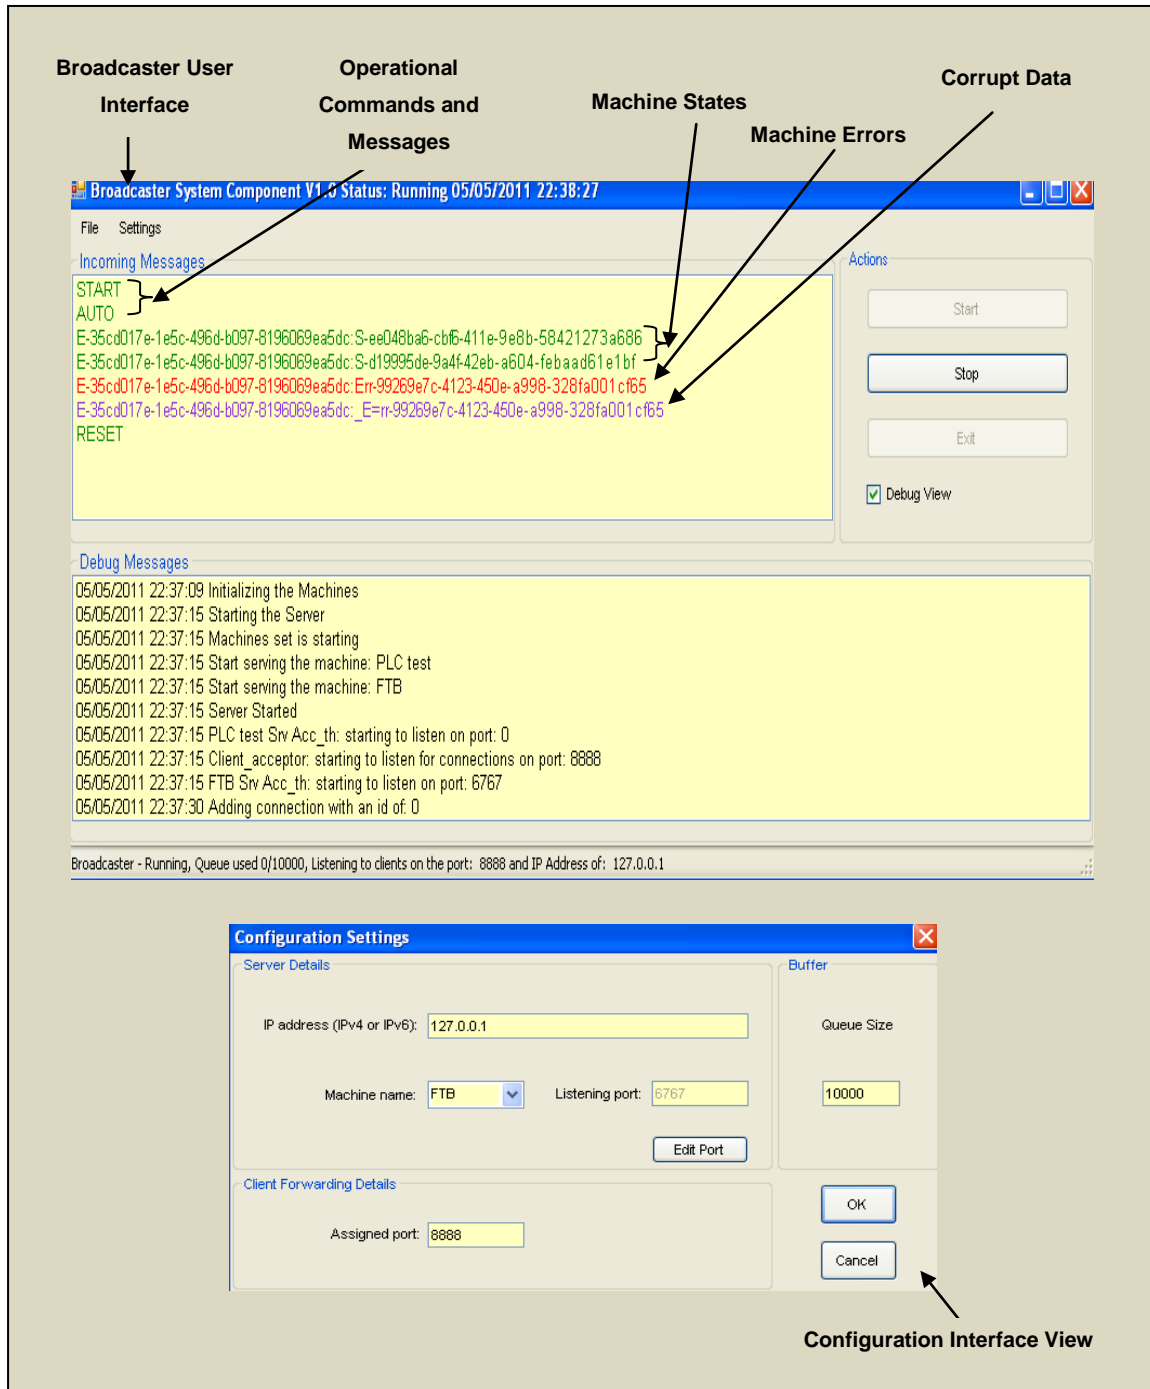 Broadcaster User
Interface
Operational
Commands and
Messages
Machine States
Machine Errors
Corrupt Data
Broadcaster System Component V1.0 Status: Running 05/05/2011 22:38:27
File Settings
Incoming Messages
START
AUTO
E-35cd017e-1e5c-496d-b097-8196069ea5dc:S-ee048ba6-cbf6-411e-9e8b-58421273a686
E-35cd017e-1e5c-496d-b097-8196069ea5dc:S-d19995de-9a4f-42eb-a604-febaad61e1bf
E-35cd017e-1e5c-496d-b097-8196069ea5dc:Err-99269e7c-4123-450e-a998-328fa001cf65
E-35cd017e-1e5c-496d-b097-8196069ea5dc:_E=rr-99269e7c-4123-450e-a998-328fa001cf65
RESET
Actions
Start
Stop
Exit
Debug View
Debug Messages
05/05/2011 22:37:09 Initializing the Machines
05/05/2011 22:37:15 Starting the Server
05/05/2011 22:37:15 Machines set is starting
05/05/2011 22:37:15 Start serving the machine: PLC test
05/05/2011 22:37:15 Start serving the machine: FTB
05/05/2011 22:37:15 Server Started
05/05/2011 22:37:15 PLC test Srv Acc_th: starting to listen on port: 0
05/05/2011 22:37:15 Client_acceptor: starting to listen for connections on port: 8888
05/05/2011 22:37:15 FTB Srv Acc_th: starting to listen on port: 6767
05/05/2011 22:37:30 Adding connection with an id of: 0
Broadcaster - Running, Queue used 0/10000, Listening to clients on the port: 8888 and IP Address of: 127.0.0.1
Configuration Settings
Server Details
IP address (IPv4 or IPv6): 127.0.0.1
Machine name: FTB Listening port: 6767
Edit Port
Buffer
Queue Size
10000
Client Forwarding Details
Assigned port: 8888
OK
Cancel
Configuration Interface View